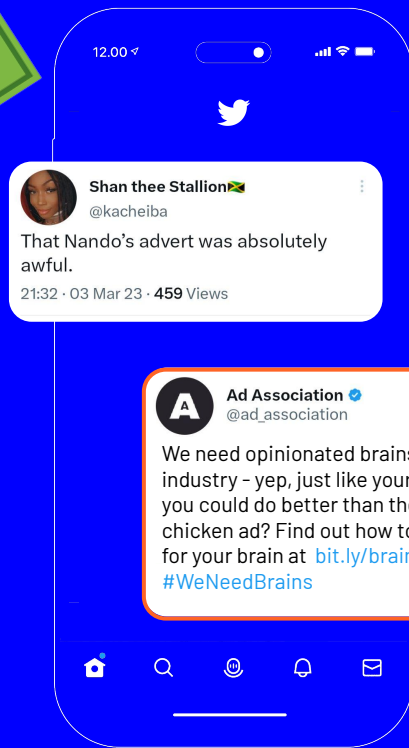 12.00
Shan thee Stallion
@kacheiba
That Nando’s advert was absolutely
awful.
21:32 · 03 Mar 23 · 459 Views
A
Ad Association
@ad_association
We need opinionated brains
industry - yep, just like your
you could do better than the
chicken ad? Find out how to
for your brain at bit.ly/brain
#WeNeedBrains